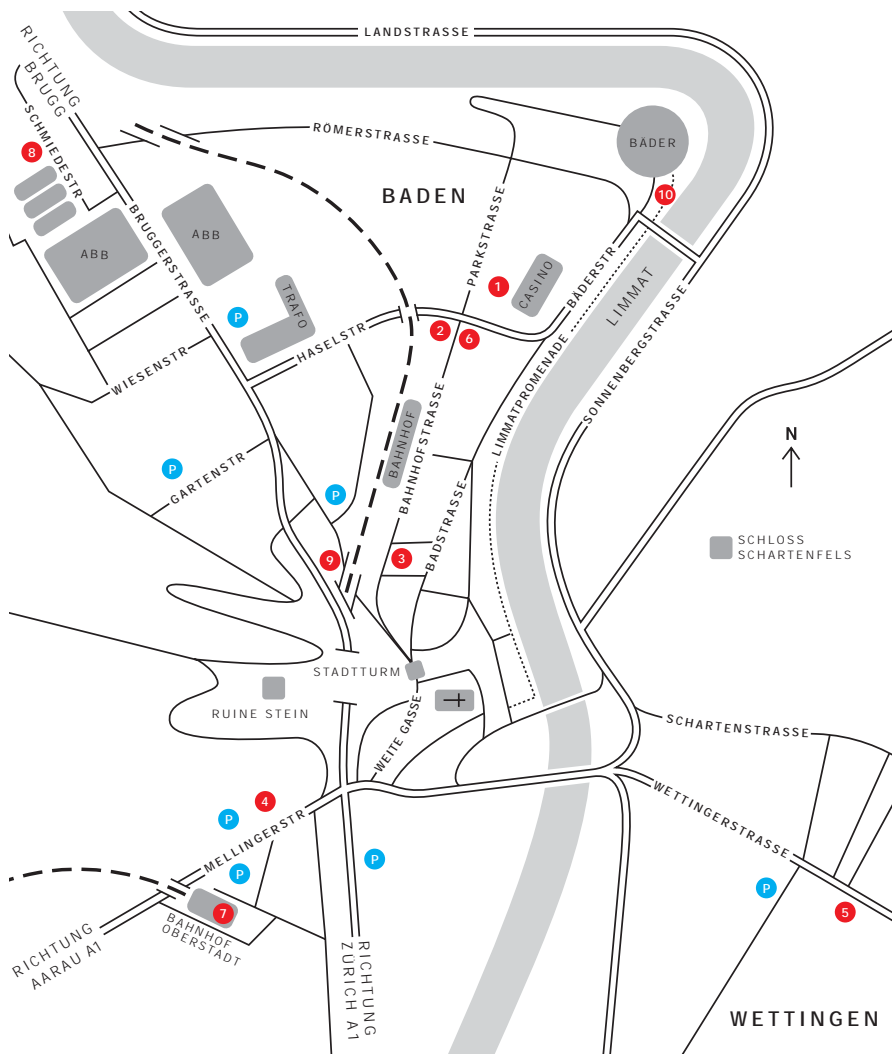 LANDSTRASSE
RICHTUNG
BRUGG
SCHMIEDESTR
8
RÖMERSTRASSE
BÄDER
BADEN
10
ABB
ABB
BRUGGERSTRASSE
PARKSTRASSE
1
CASINO
BÄDERSTR
LIMMAT
P
TRAFO
HASELSTR
2
6
WIESENSTR
LIMMATPROMENADE
SONNENBERGSTRASSE
BAHNHOF
BAHNHOFSTRASSE
N
P
GARTENSTR
P
BADSTRASSE
9
3
SCHLOSS
SCHARTENFELS
STADTTURM
RUINE STEIN
WEITE GASSE
SCHARTENSTRASSE
4
P
MELLINGERSTR
WETTINGERSTRASSE
P
P
P
7
5
BAHNHOF
OBERSTADT
RICHTUNG
AARAU A1
RICHTUNG
ZÜRICH A1
WETTINGEN